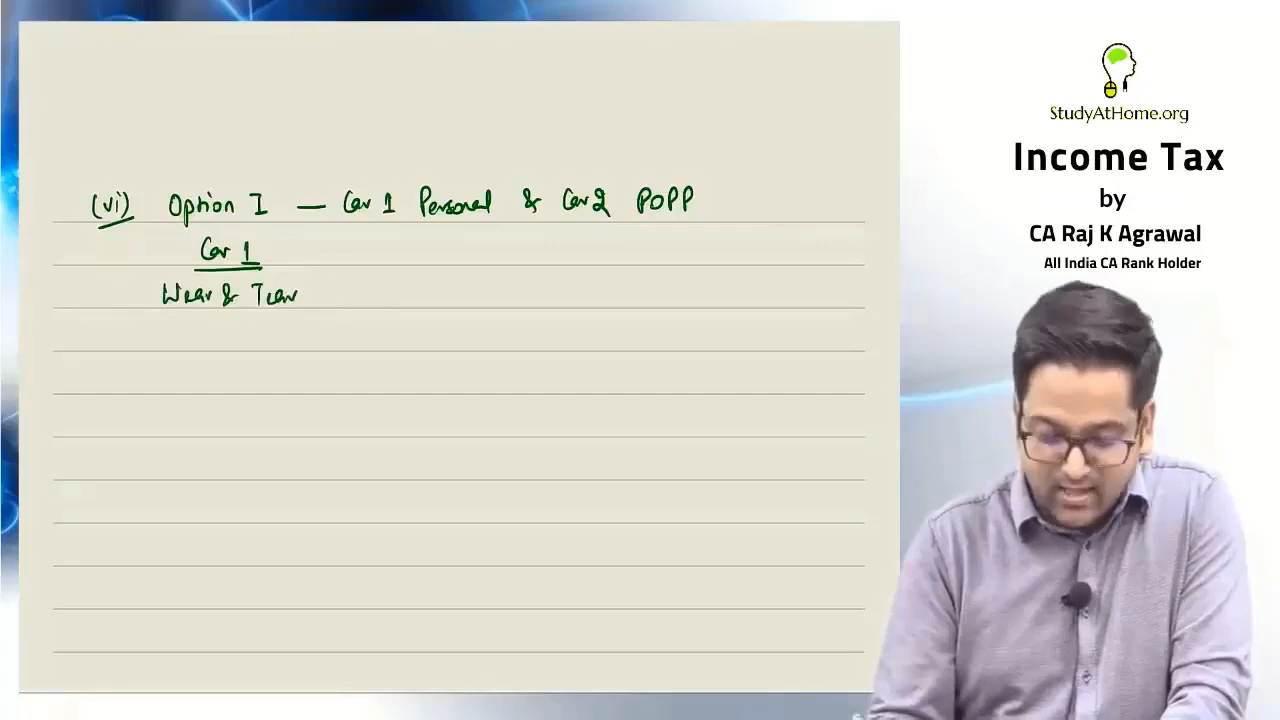 (vi) Option I — Car 1 Personal & Car 2 POPP
Car 1
Wear & Tear
StudyAtHome.org
Income Tax
by
CA Raj K Agrawal
All India CA Rank Holder